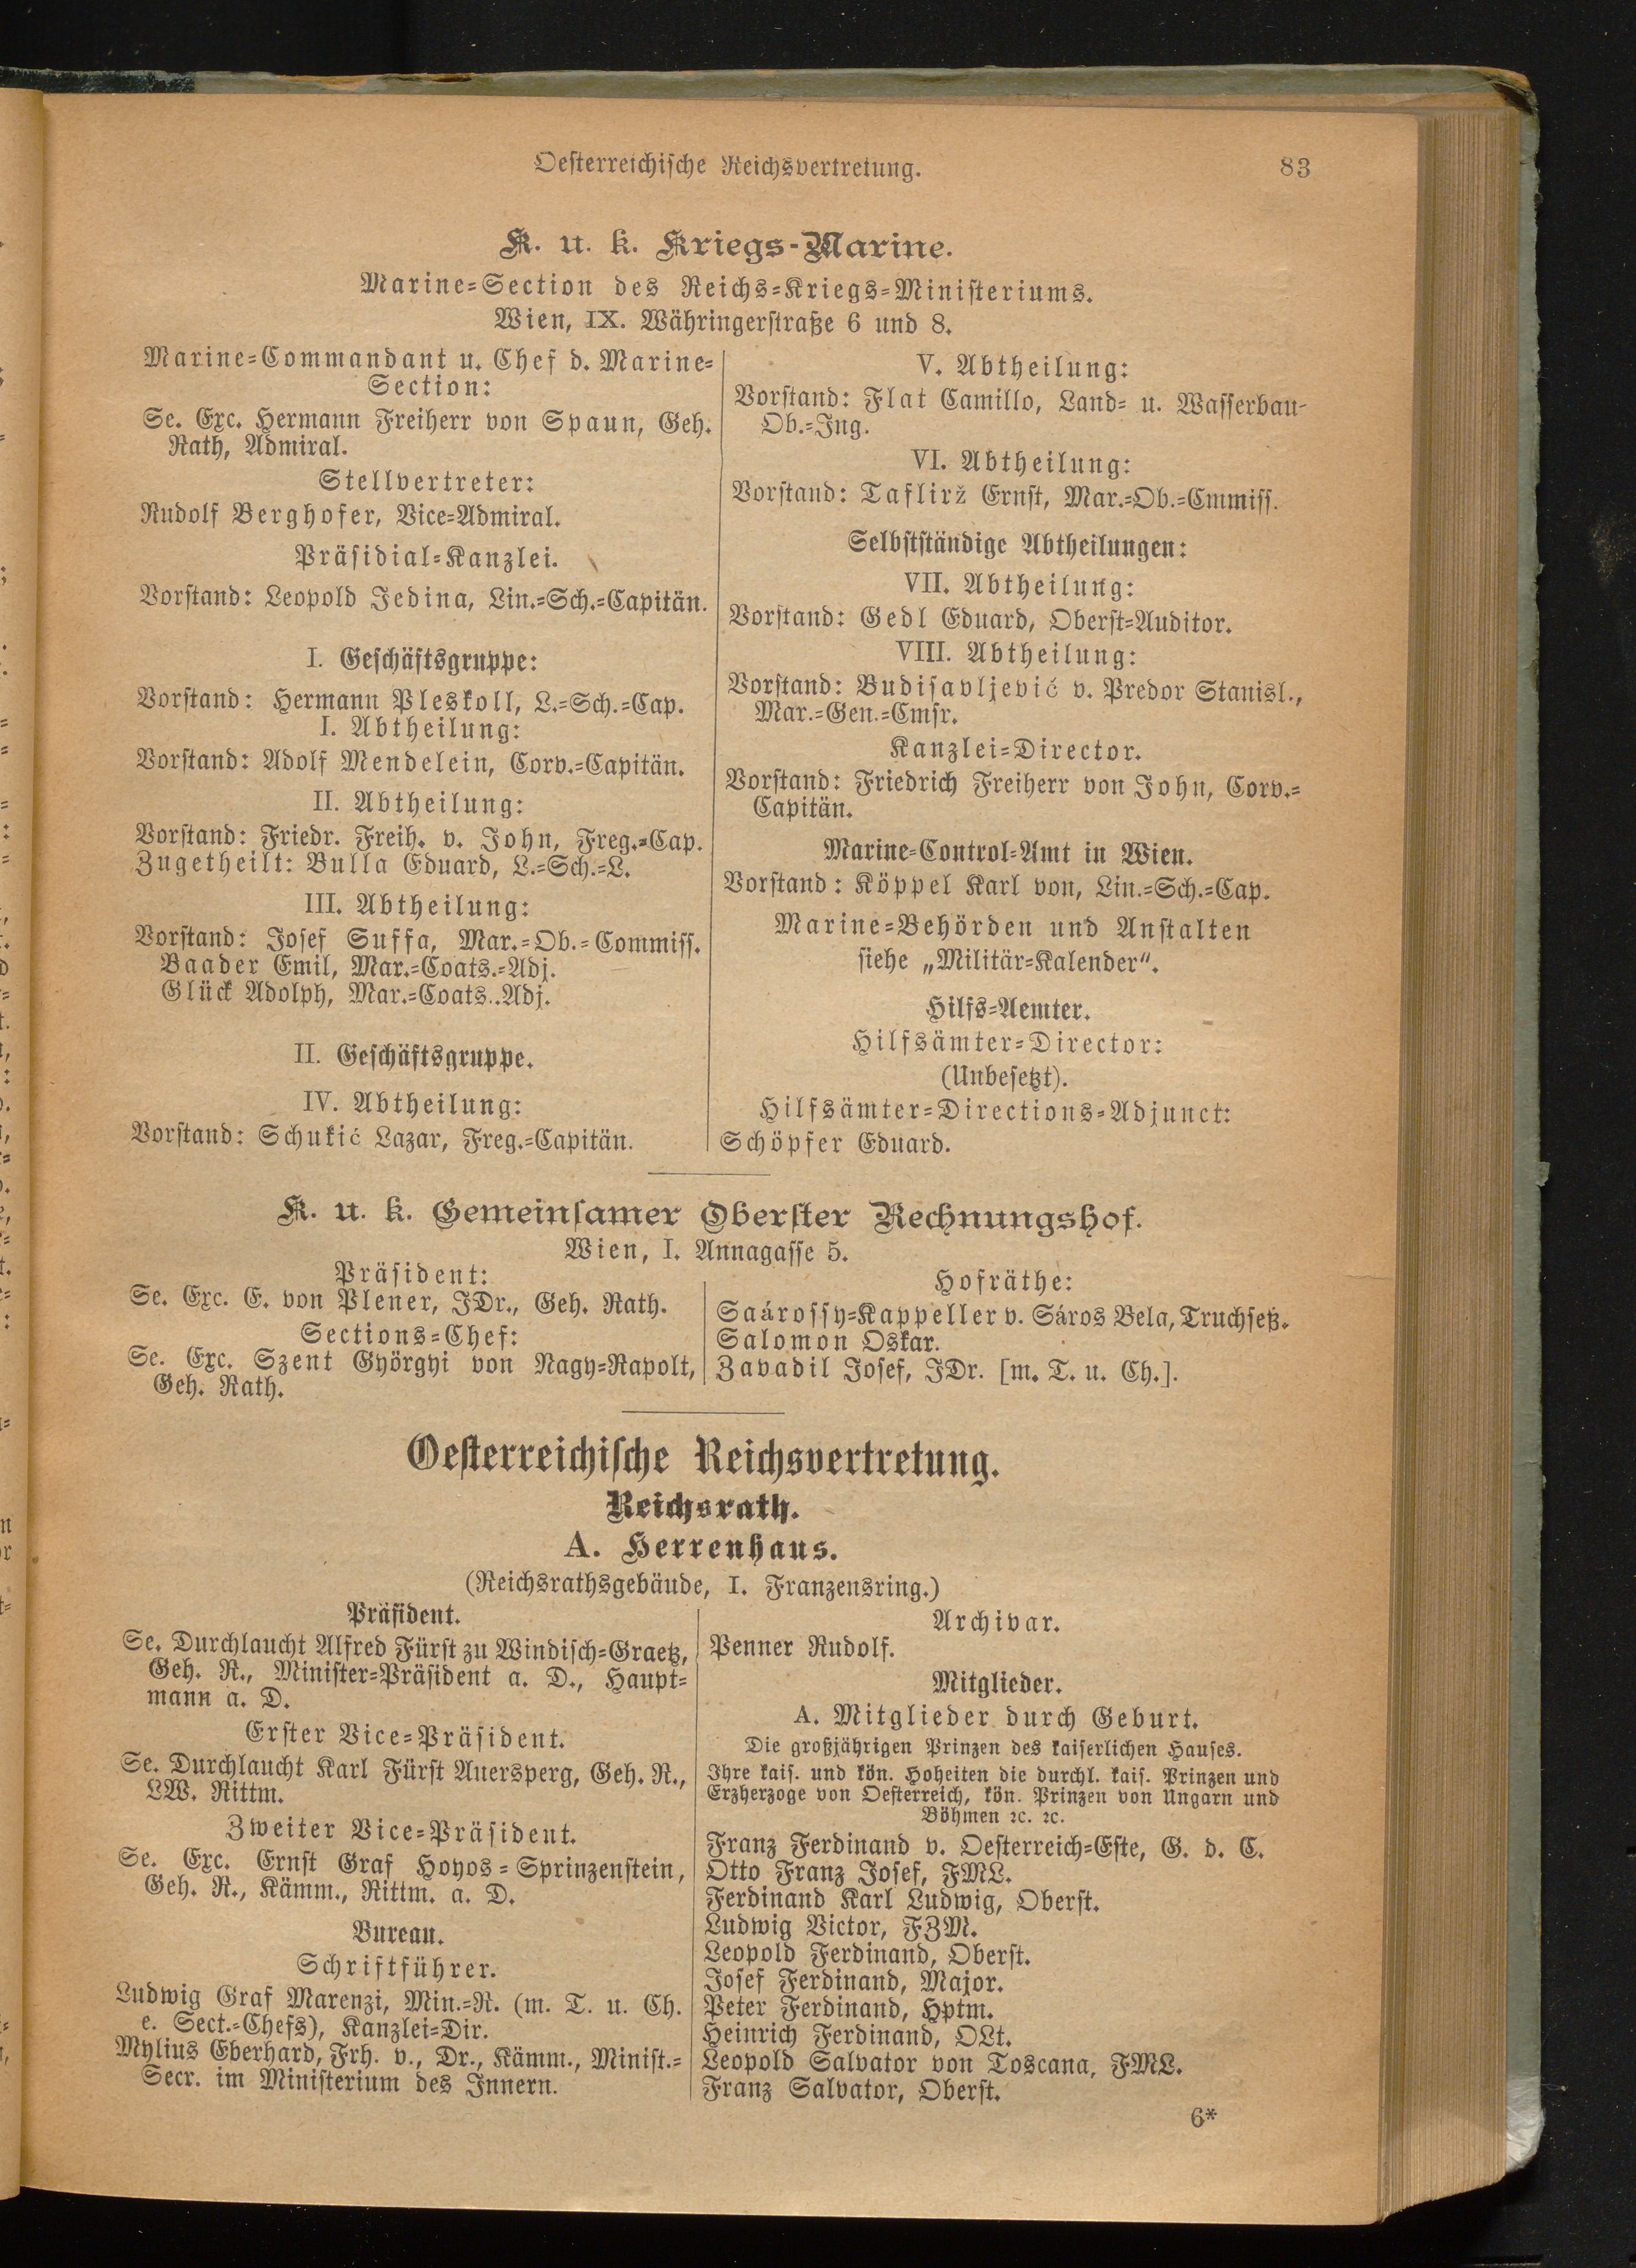 Oesterreichische Reichsvertretung.
83
K. u. k. Kriegs-Marine.
Marine-Section des Reichs-Kriegs-Ministeriums.
Wien, IX. Währingerstraße 6 und 8.
Marine-Commandant u. Chef d. Marine-
Section:
Se. Exc. Hermann Freiherr von Spaun, Geh.
Rath, Admiral.
Stellvertreter:
Rudolf Berghofer, Vice-Admiral.
Präsidial-Kanzlei.
Vorstand: Leopold Jedina, Lin.-Sch.-Capitän.
I. Geschäftsgruppe:
Vorstand: Hermann Pleskoll, L.-Sch.-Cap.
I. Abtheilung:
Vorstand: Adolf Mendelein, Corv.-Capitän.
II. Abtheilung:
Vorstand: Friedr. Freih. v. John, Freg.-Cap.
Zugetheilt: Bulla Eduard, L.-Sch.-L.
III. Abtheilung:
Vorstand: Josef Suffa, Mar.-Ob.-Commiss.
Baader Emil, Mar.-Coats.-Adj.
Glück Adolph, Mar.-Coats..Adj.
II. Geschäftsgruppe.
IV. Abtheilung:
Vorstand: Schukić Lazar, Freg.-Capitän.
V. Abtheilung:
Vorstand: Flat Camillo, Land- u. Wasserbau-
Ob.-Ing.
VI. Abtheilung:
Vorstand: Taflirž Ernst, Mar.-Ob.-Cmmiss.
Selbstständige Abtheilungen:
VII. Abtheilung:
Vorstand: Gedl Eduard, Oberst-Auditor.
VIII. Abtheilung:
Vorstand: Budisavljević v. Predor Stanisl.,
Mar.-Gen.-Cmsr.
Kanzlei-Director.
Vorstand: Friedrich Freiherr von John, Corv.-
Capitän.
Marine-Control-Amt in Wien.
Vorstand: Köppel Karl von, Lin.-Sch.-Cap.
Marine-Behörden und Anstalten
siehe „Militär-Kalender“.
Hilfs-Aemter.
Hilfsämter-Director:
(Unbesetzt).
Hilfsämter-Directions-Adjunct:
Schöpfer Eduard.
K. u. k. Gemeinsamer Oberster Rechnungshof.
Wien, I. Annagasse 5.
Präsident:
Se. Exc. E. von Plener, JDr., Geh. Rath.
Sections-Chef:
Se. Exc. Szent Györgyi von Nagy-Rapolt,
Geh. Rath.
Hofräthe:
Saárossy-Kappeller v. Sáros Bela, Truchseß.
Salomon Oskar.
Zavadil Josef, JDr. [m. T. u. Ch.].
Oesterreichische Reichsvertretung.
Reichsrath.
A. Herrenhaus.
(Reichsrathsgebäude, I. Franzensring.)
Präsident.
Se. Durchlaucht Alfred Fürst zu Windisch-Graetz,
Geh. R., Minister-Präsident a. D., Haupt-
mann a. D.
Erster Vice-Präsident.
Se. Durchlaucht Karl Fürst Auersperg, Geh. R.,
LW. Rittm.
Zweiter Vice-Präsident.
Se. Exc. Ernst Graf Hoyos-Sprinzenstein,
Geh. R., Kämm., Rittm. a. D.
Bureau.
Schriftführer.
Ludwig Graf Marenzi, Min.-R. (m. T. u. Ch.
e. Sect.-Chefs), Kanzlei-Dir.
Mylius Eberhard, Frh. v., Dr., Kämm., Minist.-
Secr. im Ministerium des Innern.
Archivar.
Penner Rudolf.
Mitglieder.
A. Mitglieder durch Geburt.
Die großjährigen Prinzen des kaiserlichen Hauses.
Ihre kais. und kön. Hoheiten die durchl. kais. Prinzen und
Erzherzoge von Oesterreich, kön. Prinzen von Ungarn und
Böhmen ꝛc. ꝛc.
Franz Ferdinand v. Oesterreich-Este, G. d. C.
Otto Franz Josef, FML.
Ferdinand Karl Ludwig, Oberst.
Ludwig Victor, FZM.
Leopold Ferdinand, Oberst.
Josef Ferdinand, Major.
Peter Ferdinand, Hptm.
Heinrich Ferdinand, OLt.
Leopold Salvator von Toscana, FML.
Franz Salvator, Oberst.
6*